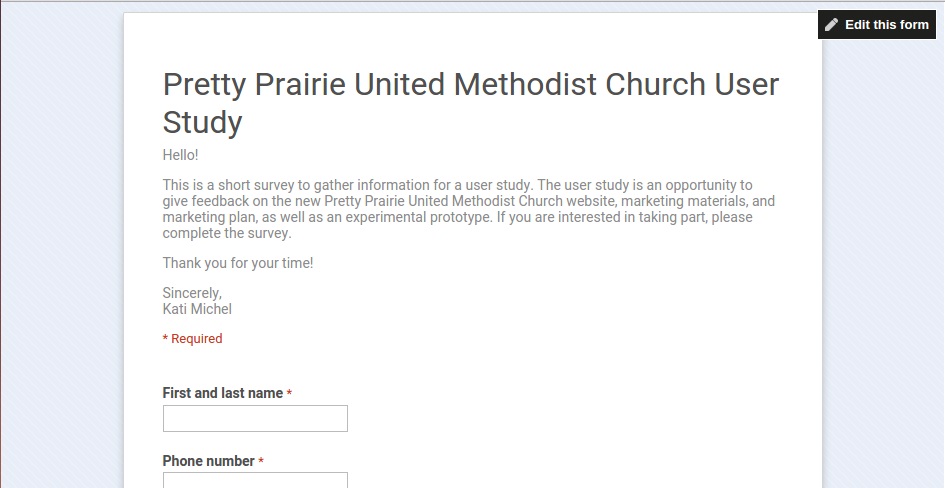 Edit this form
Pretty Prairie United Methodist Church User
Study
Hello!
This is a short survey to gather information for a user study. The user study is an opportunity to
give feedback on the new Pretty Prairie United Methodist Church website, marketing materials, and
marketing plan, as well as an experimental prototype. If you are interested in taking part, please
complete the survey.
Thank you for your time!
Sincerely,
Kati Michel
* Required
First and last name *
Phone number *